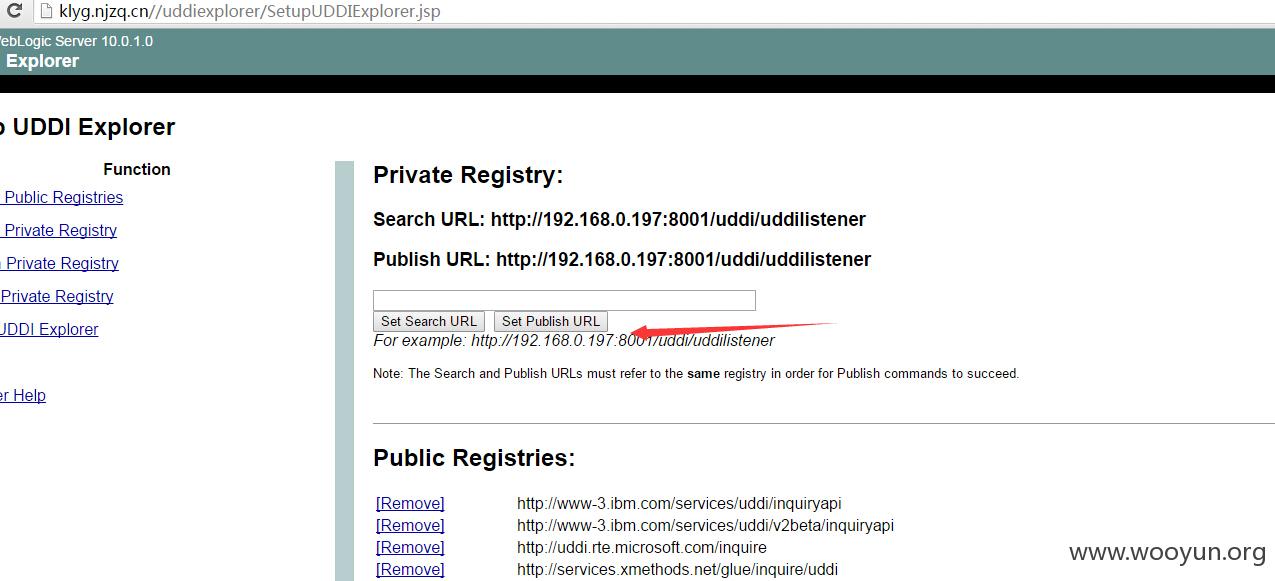 klyg.njzq.cn//uddiexplorer/SetupUDDIExplorer.jsp
ebLogic Server 10.0.1.0
Explorer
UDDI Explorer
Function
Public Registries
Private Registry
Private Registry
Private Registry
UDDI Explorer
er Help
Private Registry:
Search URL: http://192.168.0.197:8001/uddi/uddilistener
Publish URL: http://192.168.0.197:8001/uddi/uddilistener
Set Search URL Set Publish URL
For example: http://192.168.0.197:8001/uddi/uddilistener
Note: The Search and Publish URLs must refer to the same registry in order for Publish commands to succeed.
Public Registries:
[Remove] http://www-3.ibm.com/services/uddi/inquiryapi
[Remove] http://www-3.ibm.com/services/uddi/v2beta/inquiryapi
[Remove] http://uddi.rte.microsoft.com/inquire
[Remove] http://services.xmethods.net/glue/inquire/uddi
www.wooyun.org